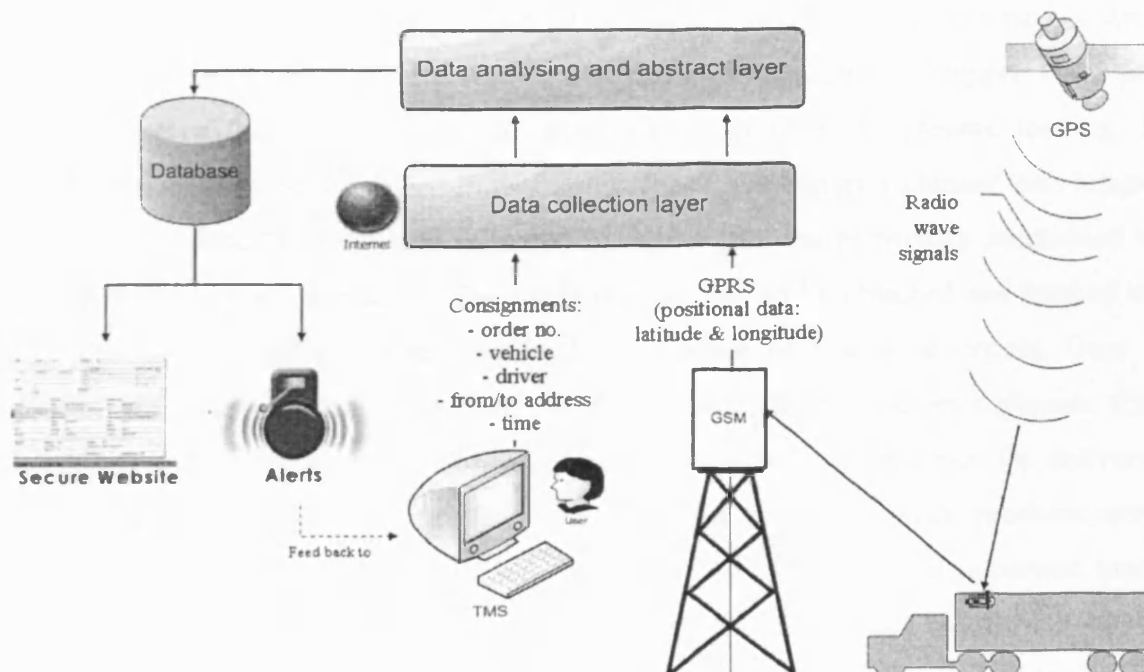 Data analysing and abstract layer
GPS
Database
Data collection layer
Internet
Radio
wave
signals
Consignments:
- order no.
- vehicle
- driver
- from/to address
- time
GPRS
(positional data:
latitude & longitude)
GSM
Secure Website
Alerts
User
Feed back to
TMS